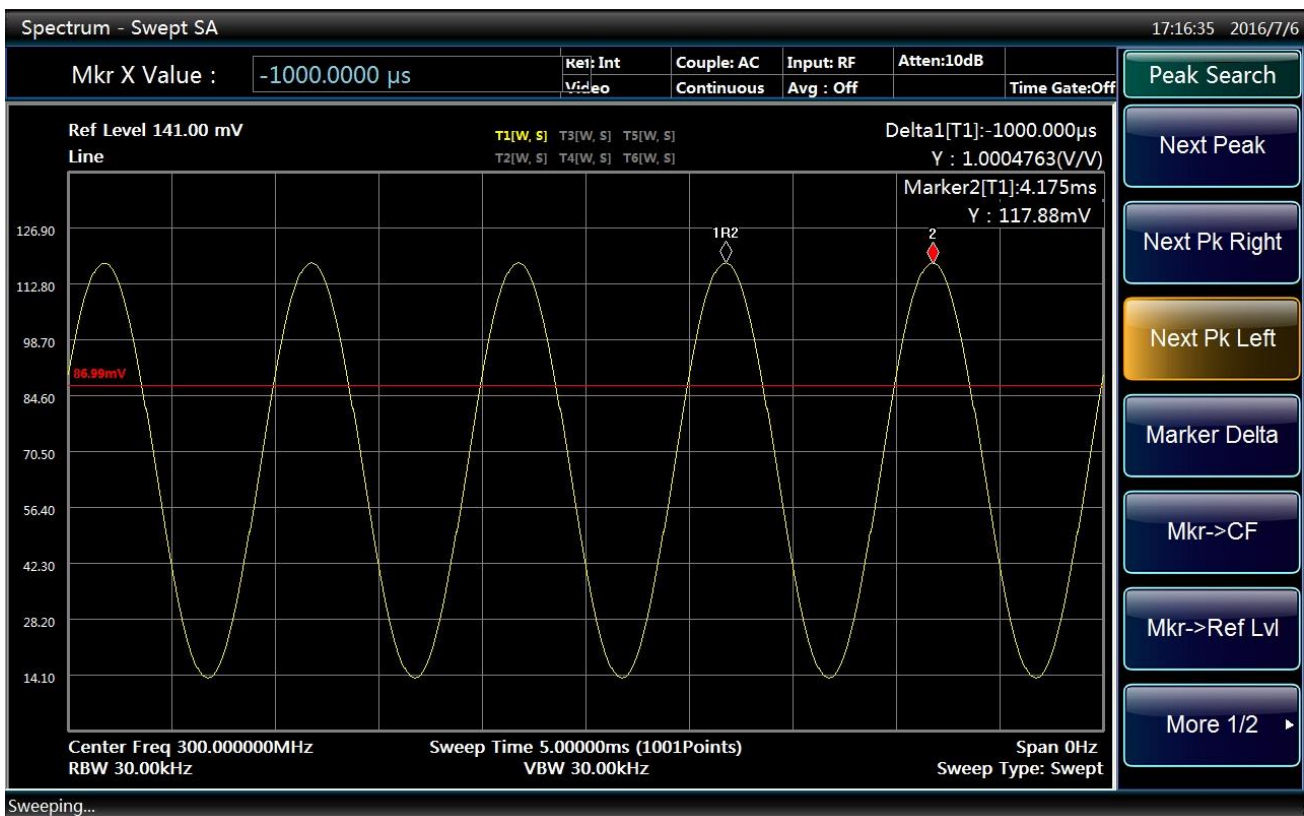 Spectrum - Swept SA 17:16:35 2016/7/6
Mkr X Value : -1000.0000 µs
Ref: Int Couple: AC Input: RF Atten:10dB
Video Continuous Avg : Off Time Gate:Off
Peak Search
Ref Level 141.00 mV T1[W, S] T3[W, S] T5[W, S] Delta1[T1]:-1000.000µs
Line T2[W, S] T4[W, S] T6[W, S] Y : 1.0004763(V/V)
Marker2[T1]:4.175ms
Y : 117.88mV
1R2 2
126.90
112.80
98.70
86.99mV
84.60
70.50
56.40
42.30
28.20
14.10
Center Freq 300.000000MHz Sweep Time 5.00000ms (1001Points) Span 0Hz
RBW 30.00kHz VBW 30.00kHz Sweep Type: Swept
Next Peak
Next Pk Right
Next Pk Left
Marker Delta
Mkr->CF
Mkr->Ref Lvl
More 1/2
Sweeping...